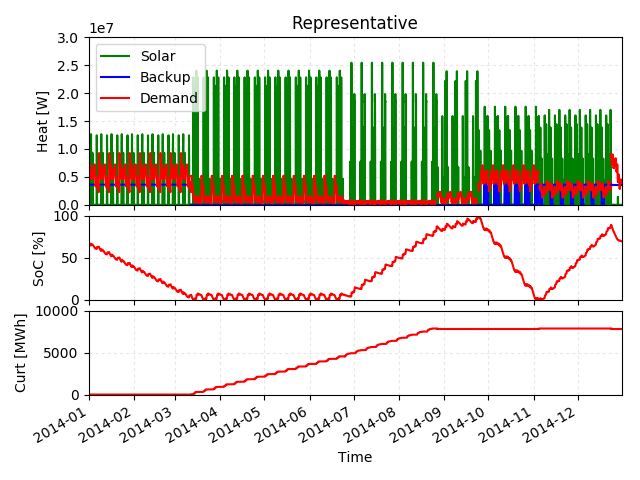 Representative
1e7
3.0
2.5
2.0
1.5
1.0
0.5
0.0
Heat [W]
Solar
Backup
Demand
100
50
0
SoC [%]
10000
5000
0
Curt [MWh]
2014-01
2014-02
2014-03
2014-04
2014-05
2014-06
2014-07
2014-08
2014-09
2014-10
2014-11
2014-12
Time